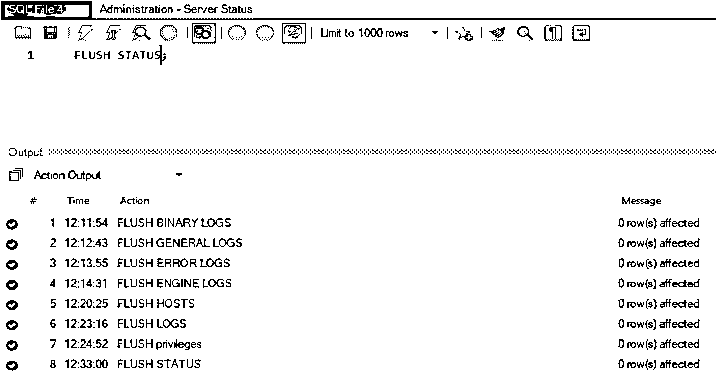 SQL File 3* Administration - Server Status
Limit to 1000 rows
1 FLUSH STATUS;
Output
Action Output
# Time Action Message
1 12:11:54 FLUSH BINARY LOGS 0 row(s) affected
2 12:12:43 FLUSH GENERAL LOGS 0 row(s) affected
3 12:13:55 FLUSH ERROR LOGS 0 row(s) affected
4 12:14:31 FLUSH ENGINE LOGS 0 row(s) affected
5 12:20:25 FLUSH HOSTS 0 row(s) affected
6 12:23:16 FLUSH LOGS 0 row(s) affected
7 12:24:52 FLUSH privileges 0 row(s) affected
8 12:33:00 FLUSH STATUS 0 row(s) affected